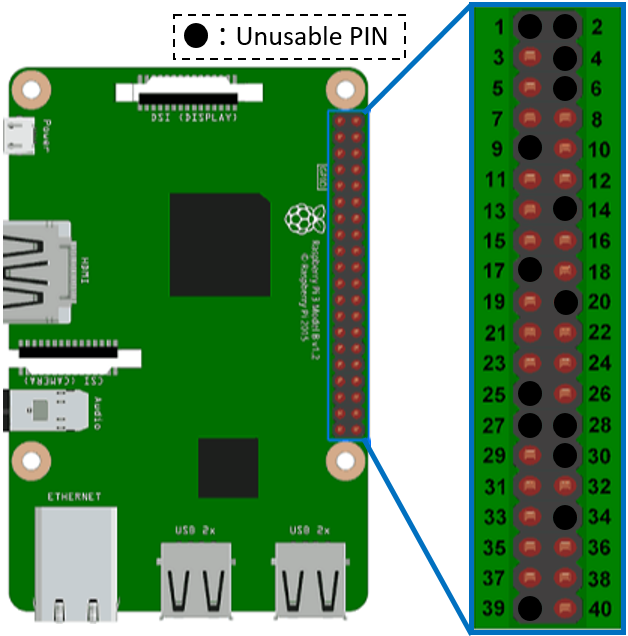 : Unusable PIN
DSI (DISPLAY)
Power
GPIO
HDMI
Raspberry Pi 3 Model B v1.2
© Raspberry Pi 2015
CSI (CAMERA)
Audio
ETHERNET
USB 2x
USB 2x
1 2
3 4
5 6
7 8
9 10
11 12
13 14
15 16
17 18
19 20
21 22
23 24
25 26
27 28
29 30
31 32
33 34
35 36
37 38
39 40